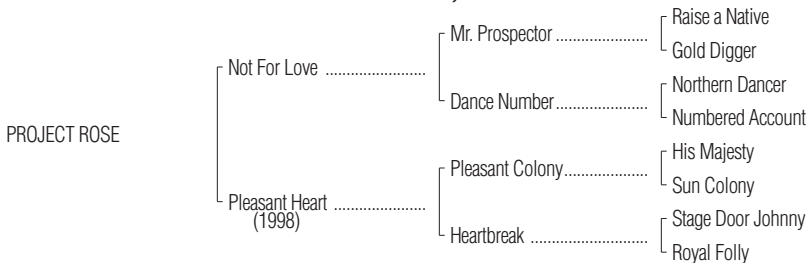 Raise a Native
Mr. Prospector ......................
Gold Digger
Not For Love ........................
Northern Dancer
Dance Number......................
Numbered Account
PROJECT ROSE
His Majesty
Pleasant Colony....................
Sun Colony
Pleasant Heart ......................
(1998)
Stage Door Johnny
Heartbreak ............................
Royal Folly